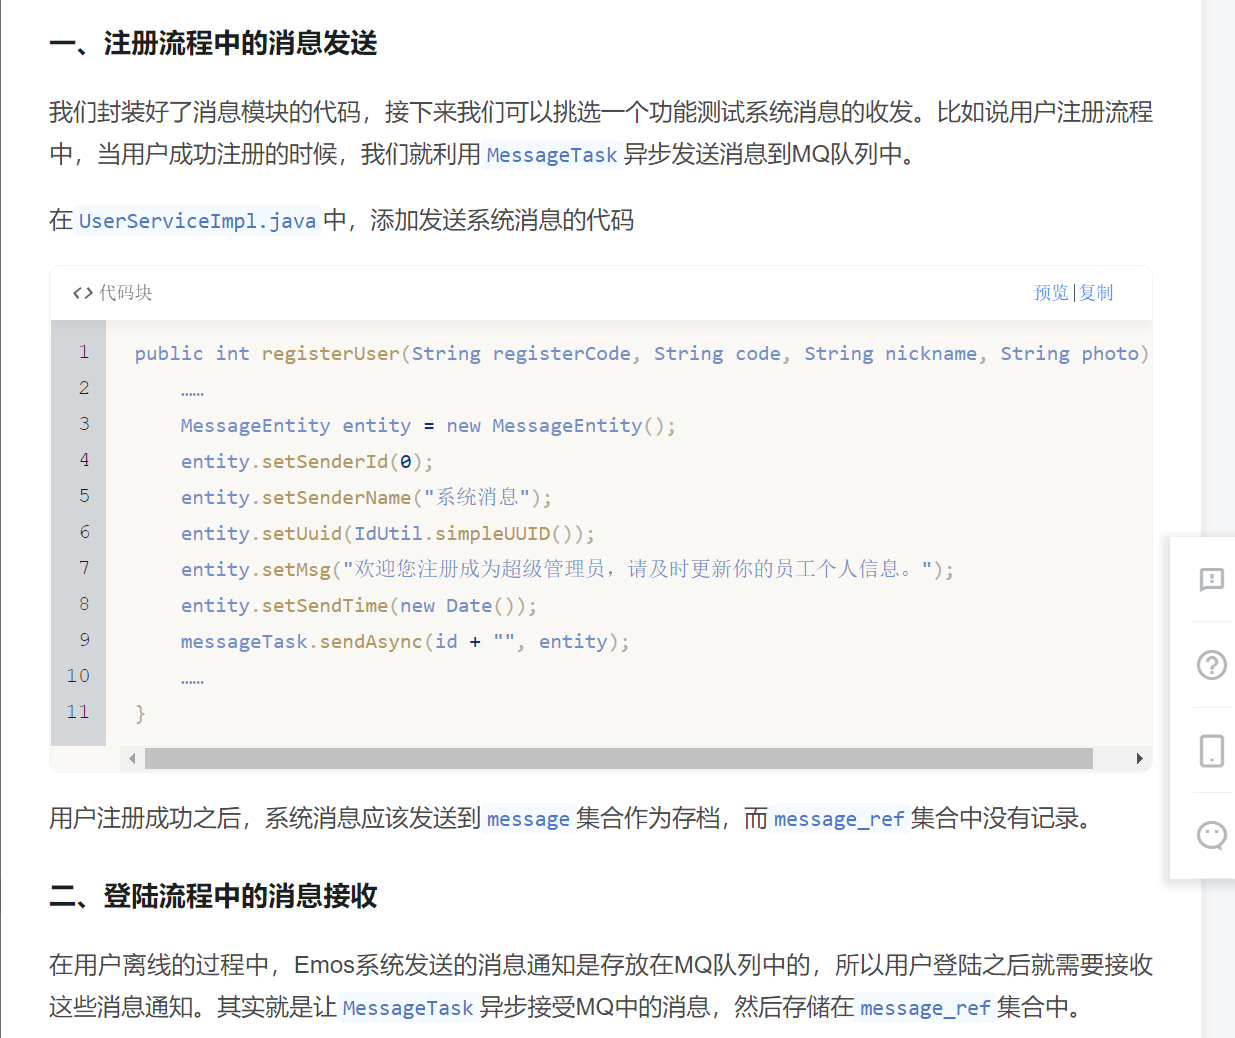 一、注册流程中的消息发送
我们封装好了消息模块的代码，接下来我们可以挑选一个功能测试系统消息的收发。比如说用户注册流程
中，当用户成功注册的时候，我们就利用 MessageTask 异步发送消息到MQ队列中。
在 UserServiceImpl.java 中，添加发送系统消息的代码
<> 代码块 预览|复制
1 public int registerUser(String registerCode, String code, String nickname, String photo)
2 ……
3 MessageEntity entity = new MessageEntity();
4 entity.setSenderId(0);
5 entity.setSenderName("系统消息");
6 entity.setUuid(IdUtil.simpleUUID());
7 entity.setMsg("欢迎您注册成为超级管理员，请及时更新你的员工个人信息。");
8 entity.setSendTime(new Date());
9 messageTask.sendAsync(id + "", entity);
10 ……
11 }
用户注册成功之后，系统消息应该发送到 message 集合作为存档，而 message_ref 集合中没有记录。
二、登陆流程中的消息接收
在用户离线的过程中，Emos系统发送的消息通知是存放在MQ队列中的，所以用户登陆之后就需要接收
这些消息通知。其实就是让 MessageTask 异步接受MQ中的消息，然后存储在 message_ref 集合中。